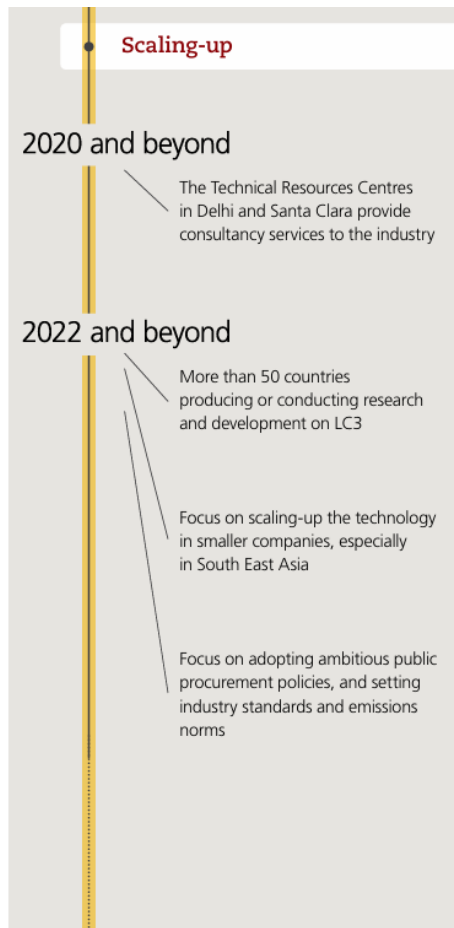 Scaling-up
2020 and beyond
The Technical Resources Centres
in Delhi and Santa Clara provide
consultancy services to the industry
2022 and beyond
More than 50 countries
producing or conducting research
and development on LC3
Focus on scaling-up the technology
in smaller companies, especially
in South East Asia
Focus on adopting ambitious public
procurement policies, and setting
industry standards and emissions
norms